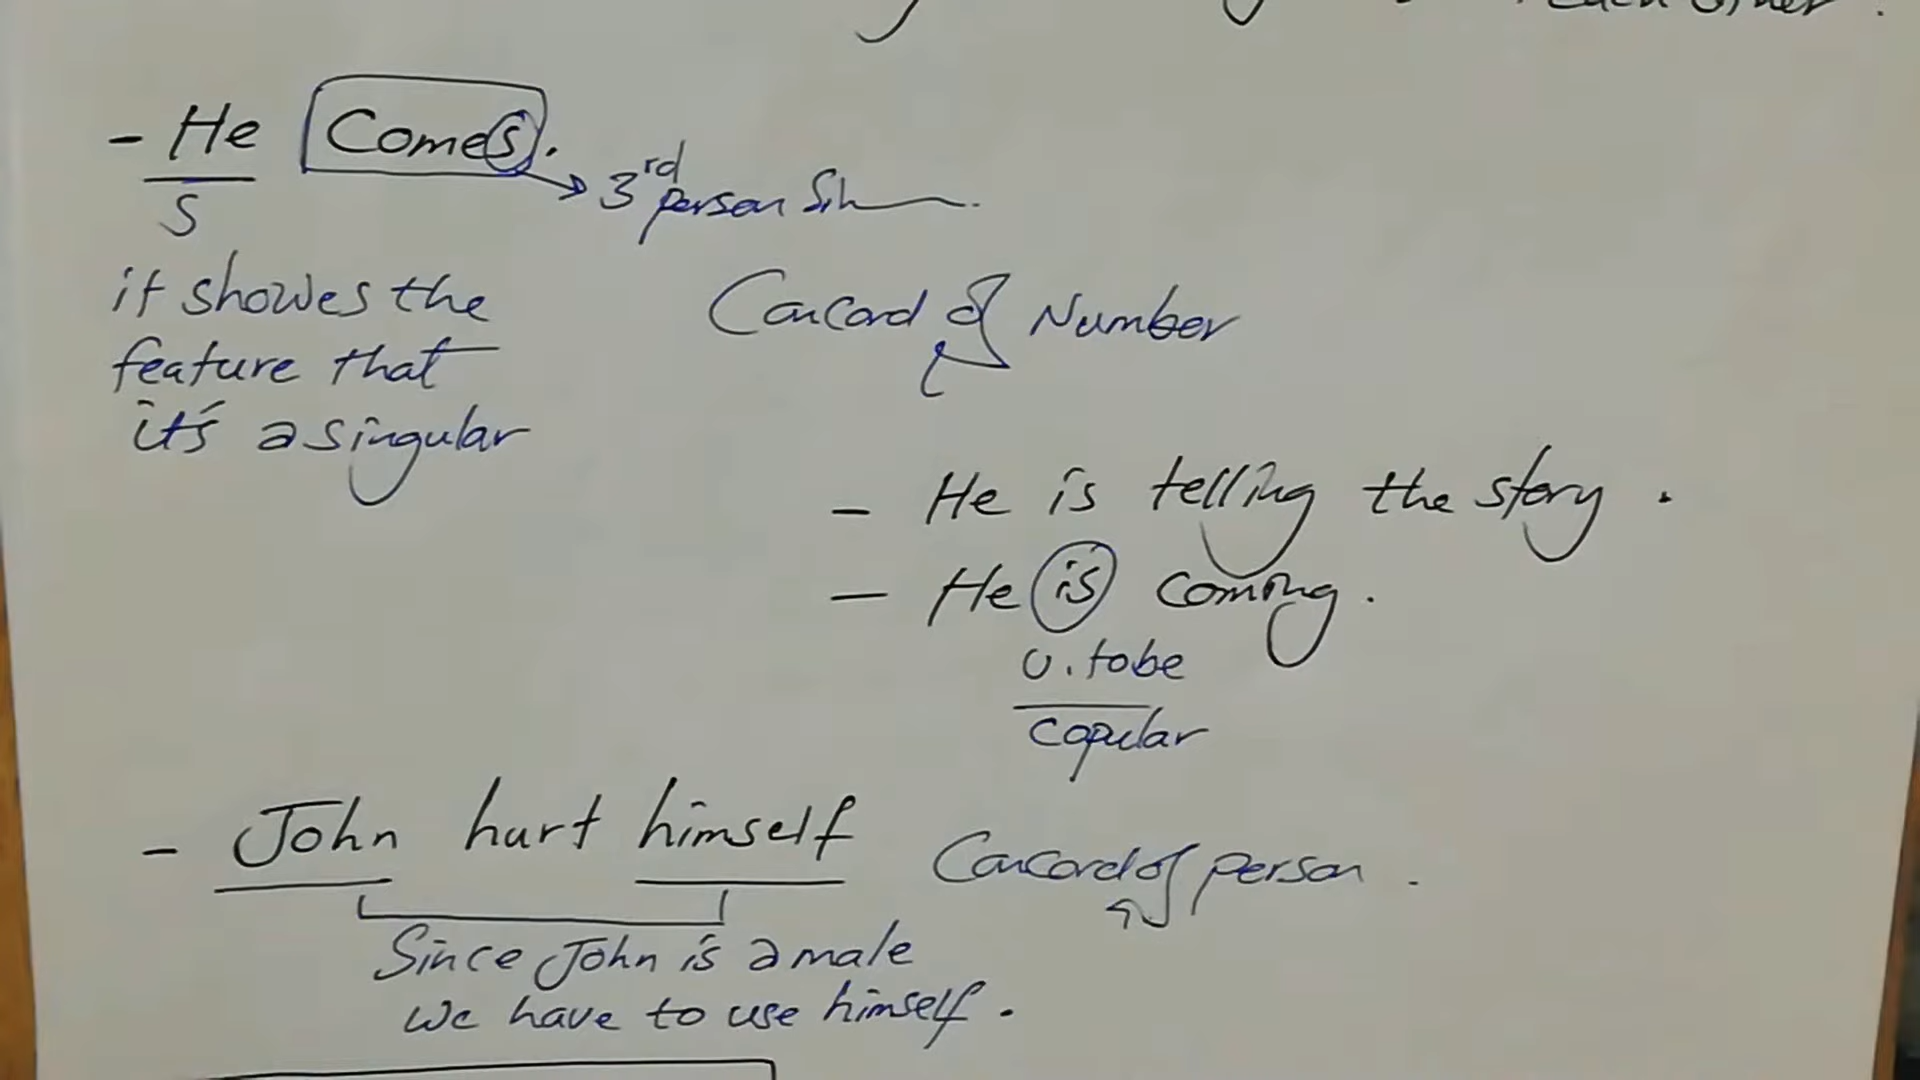 each other.
- He Comes.
S
3rd person Sin
it showes the
feature that
it's a singular
Concord of Number
- He is telling the story.
- He is coming.
v. tobe
copular
- John hurt himself
Concord of person.
Since John is a male
we have to use himself.